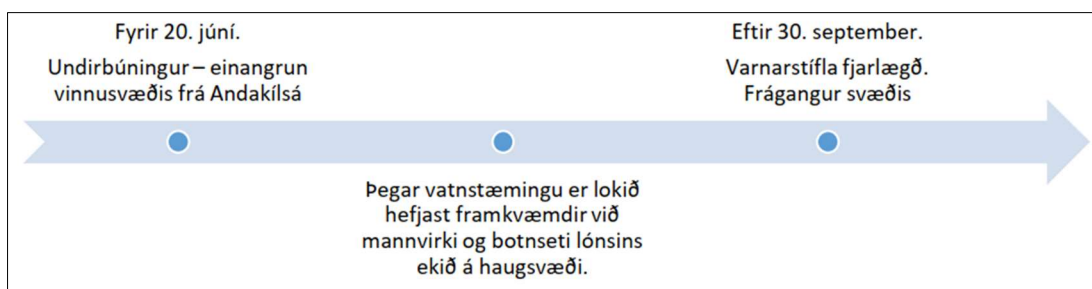 Fyrir 20. júní.
Undirbúningur – einangrun
vinnusvæðis frá Andakílsá
Þegar vatnstæmingu er lokið
hefjast framkvæmdir við
mannvirki og botnseti lónsins
ekið á haugsvæði.
Eftir 30. september.
Varnarstífla fjarlægð.
Frágangur svæðis